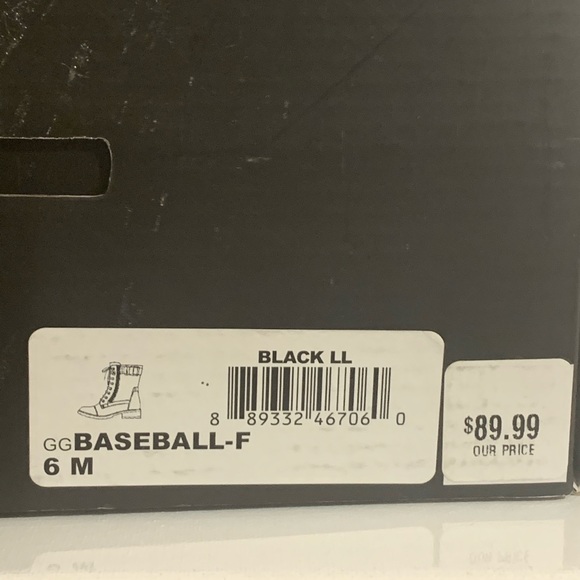 BLACK LL
8 89332 46706 0
GGBASEBALL-F
6 M
$89.99
OUR PRICE